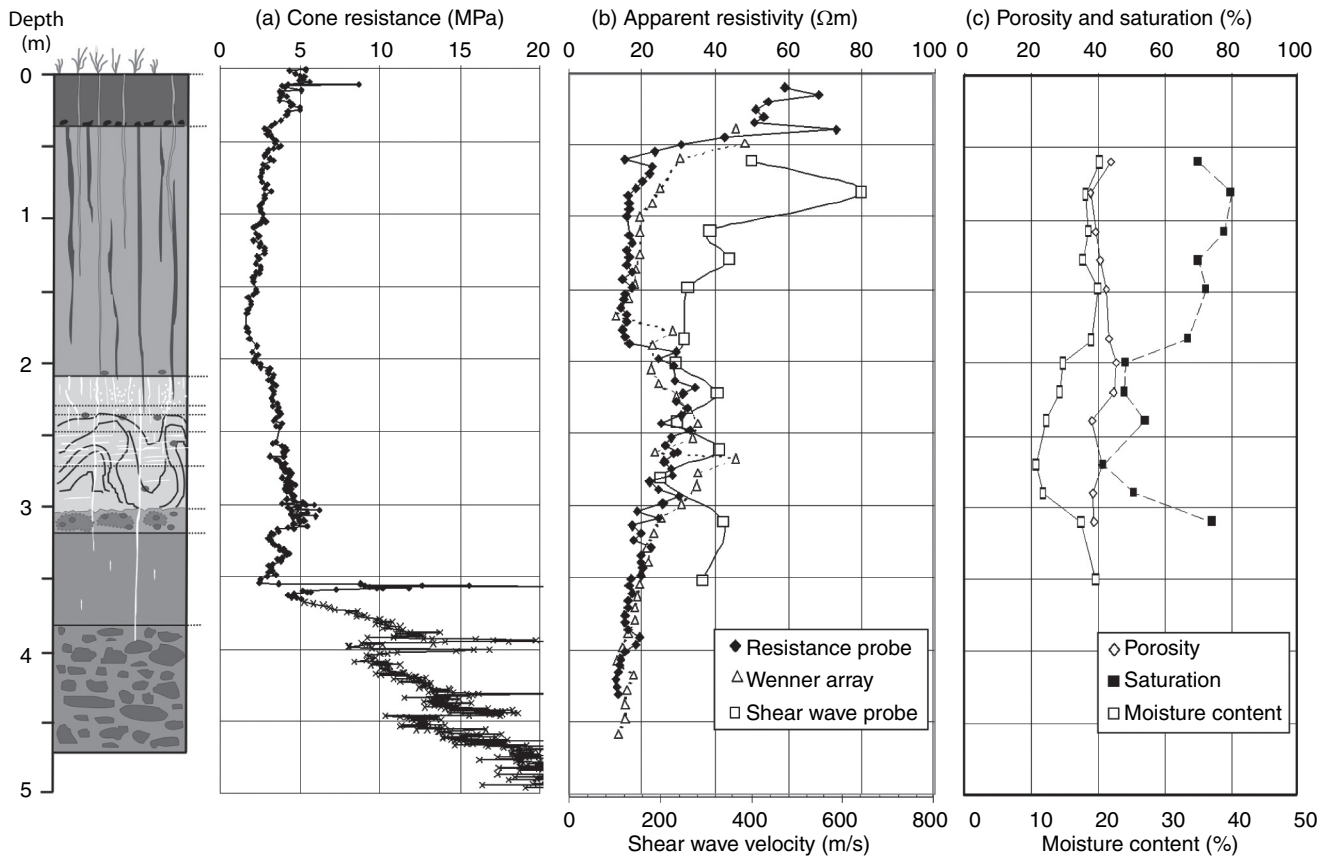 Depth
(m)
(a) Cone resistance (MPa)
(b) Apparent resistivity (Ωm)
(c) Porosity and saturation (%)
0 5 10 15 20
0 20 40 60 80 100
0 20 40 60 80 100
0
1
2
3
4
5
Resistance probe
Wenner array
Shear wave probe
Porosity
Saturation
Moisture content
0 200 400 600 800
Shear wave velocity (m/s)
0 10 20 30 40 50
Moisture content (%)